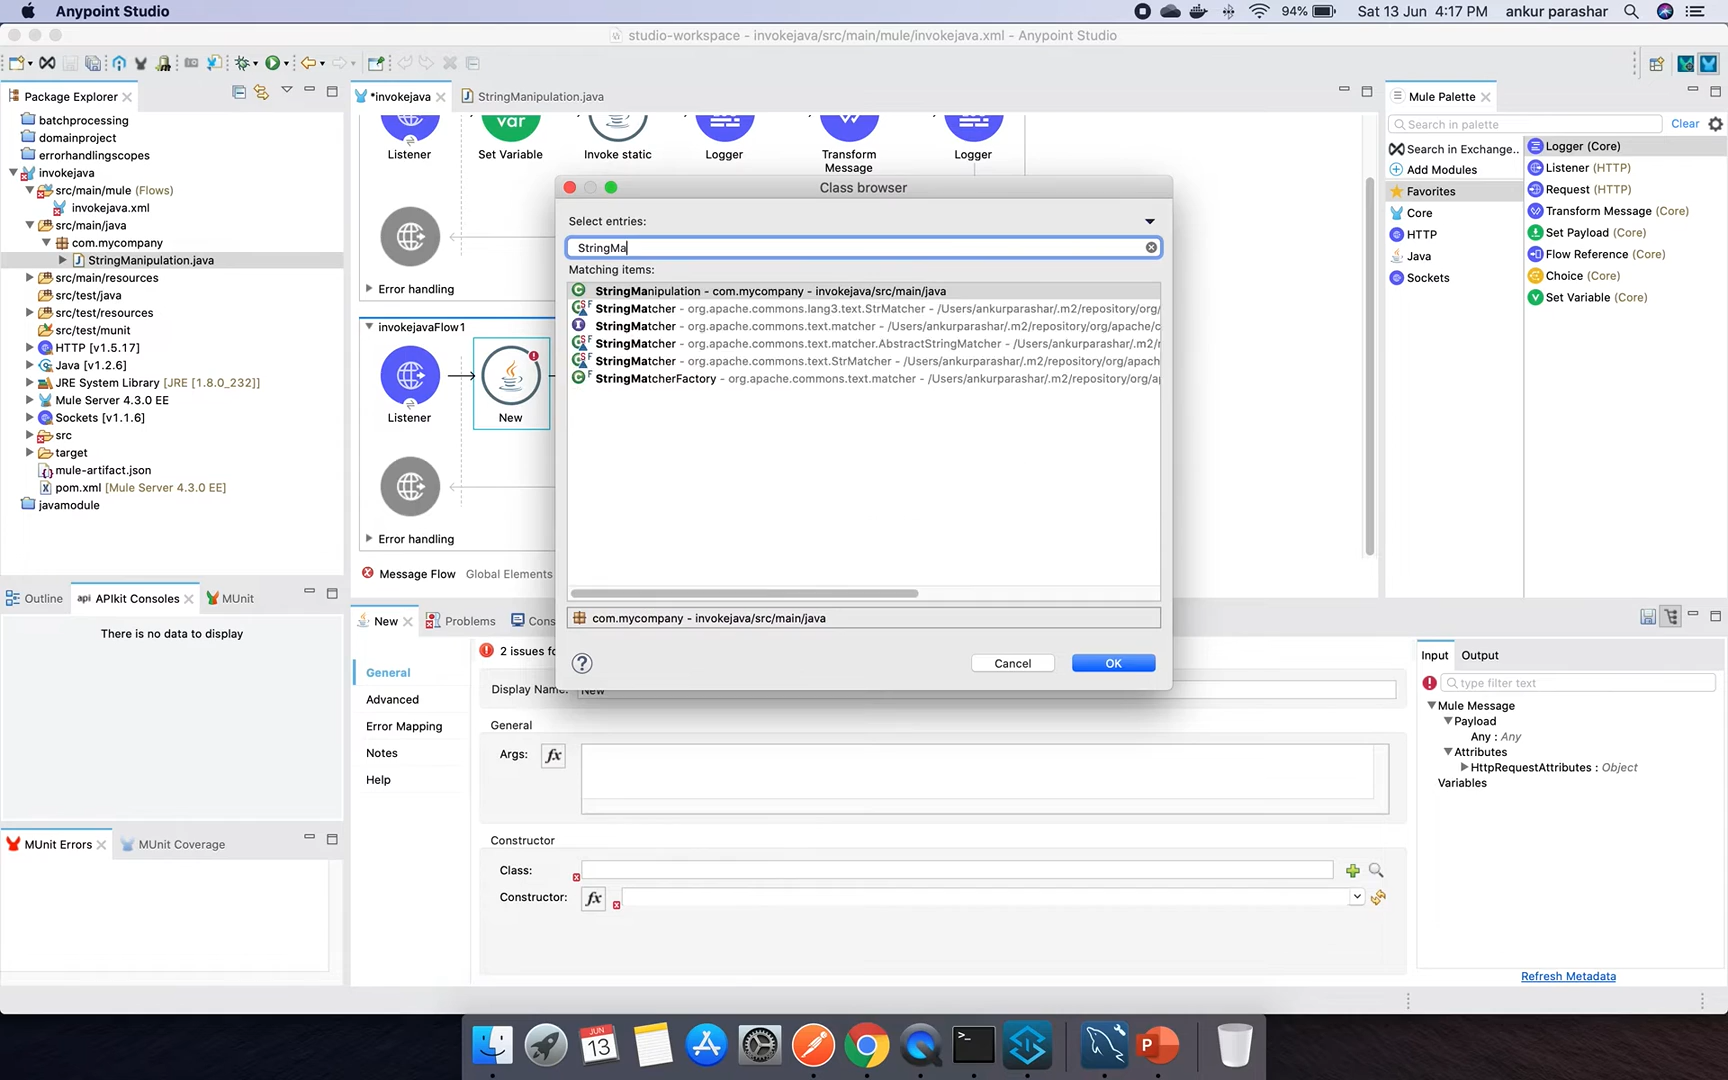 Anypoint Studio
94%
Sat 13 Jun 4:17 PM
ankur parashar
studio-workspace - invokejava/src/main/mule/invokejava.xml - Anypoint Studio
Package Explorer
batchprocessing
domainproject
errorhandlingscopes
invokejava
src/main/mule (Flows)
invokejava.xml
src/main/java
com.mycompany
StringManipulation.java
src/main/resources
src/test/java
src/test/resources
src/test/munit
HTTP [v1.5.17]
Java [v1.2.6]
JRE System Library [JRE [1.8.0_232]]
Mule Server 4.3.0 EE
Sockets [v1.1.6]
src
target
mule-artifact.json
pom.xml [Mule Server 4.3.0 EE]
javamodule
*invokejava
StringManipulation.java
var
Listener
Set Variable
Invoke static
Logger
Transform
Message
Logger
Error handling
invokejavaFlow1
Listener
New
Error handling
Message Flow
Global Elements
Class browser
Select entries:
StringMa
Matching items:
StringManipulation - com.mycompany - invokejava/src/main/java
StringMatcher - org.apache.commons.lang3.text.StrMatcher - /Users/ankurparashar/.m2/repository/org/apache
StringMatcher - org.apache.commons.text.matcher - /Users/ankurparashar/.m2/repository/org/apache/c
StringMatcher - org.apache.commons.text.matcher.AbstractStringMatcher - /Users/ankurparashar/.m2/r
StringMatcher - org.apache.commons.text.StrMatcher - /Users/ankurparashar/.m2/repository/org/apach
StringMatcherFactory - org.apache.commons.text.matcher - /Users/ankurparashar/.m2/repository/org/a
com.mycompany - invokejava/src/main/java
?
Cancel
OK
Mule Palette
Search in palette
Clear
Search in Exchange..
Add Modules
Favorites
Core
HTTP
Java
Sockets
Logger (Core)
Listener (HTTP)
Request (HTTP)
Transform Message (Core)
Set Payload (Core)
Flow Reference (Core)
Choice (Core)
Set Variable (Core)
Outline
api APIkit Consoles
MUnit
There is no data to display
MUnit Errors
MUnit Coverage
New
Problems
Cons
General
Advanced
Error Mapping
Notes
Help
2 issues fo
Display Name:
New
General
Args:
fx
Constructor
Class:
Constructor:
fx
Input
Output
type filter text
Mule Message
Payload
Any : Any
Attributes
HttpRequestAttributes : Object
Variables
Refresh Metadata
JUN
13
P